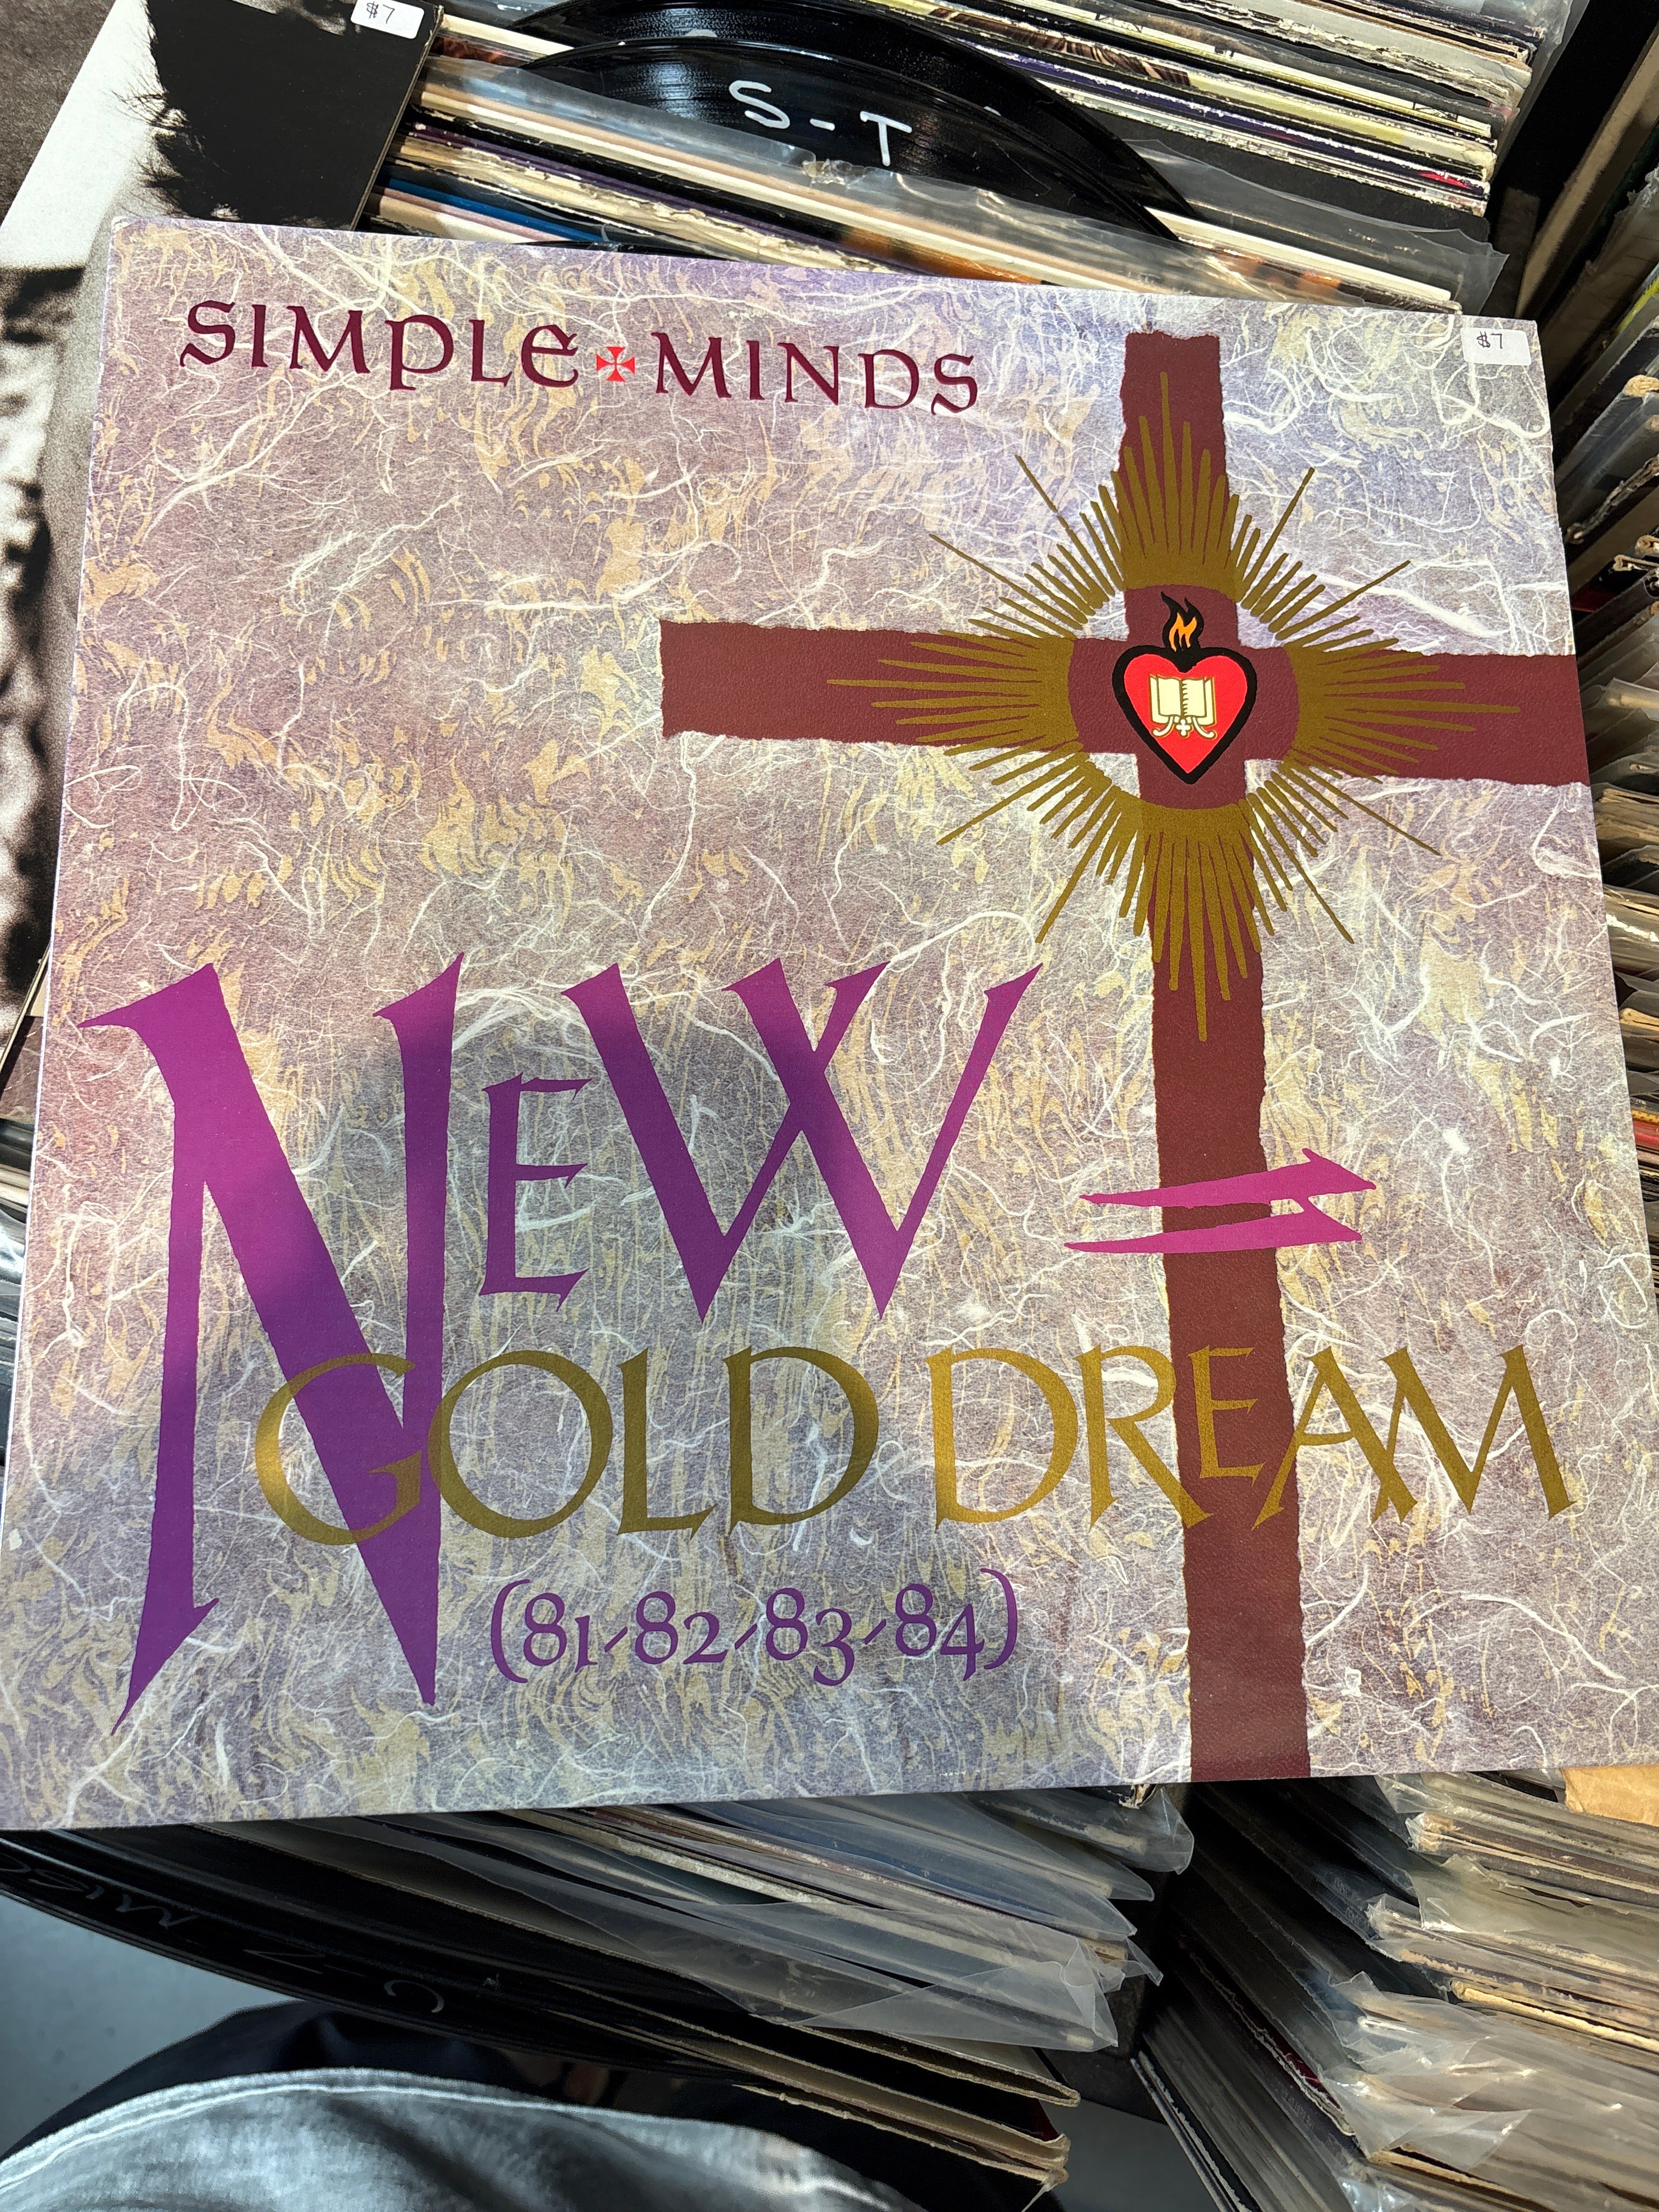 $7
S-T
SIMPLE MINDS
$7
NEW
GOLD DREAM
(81-82-83-84)